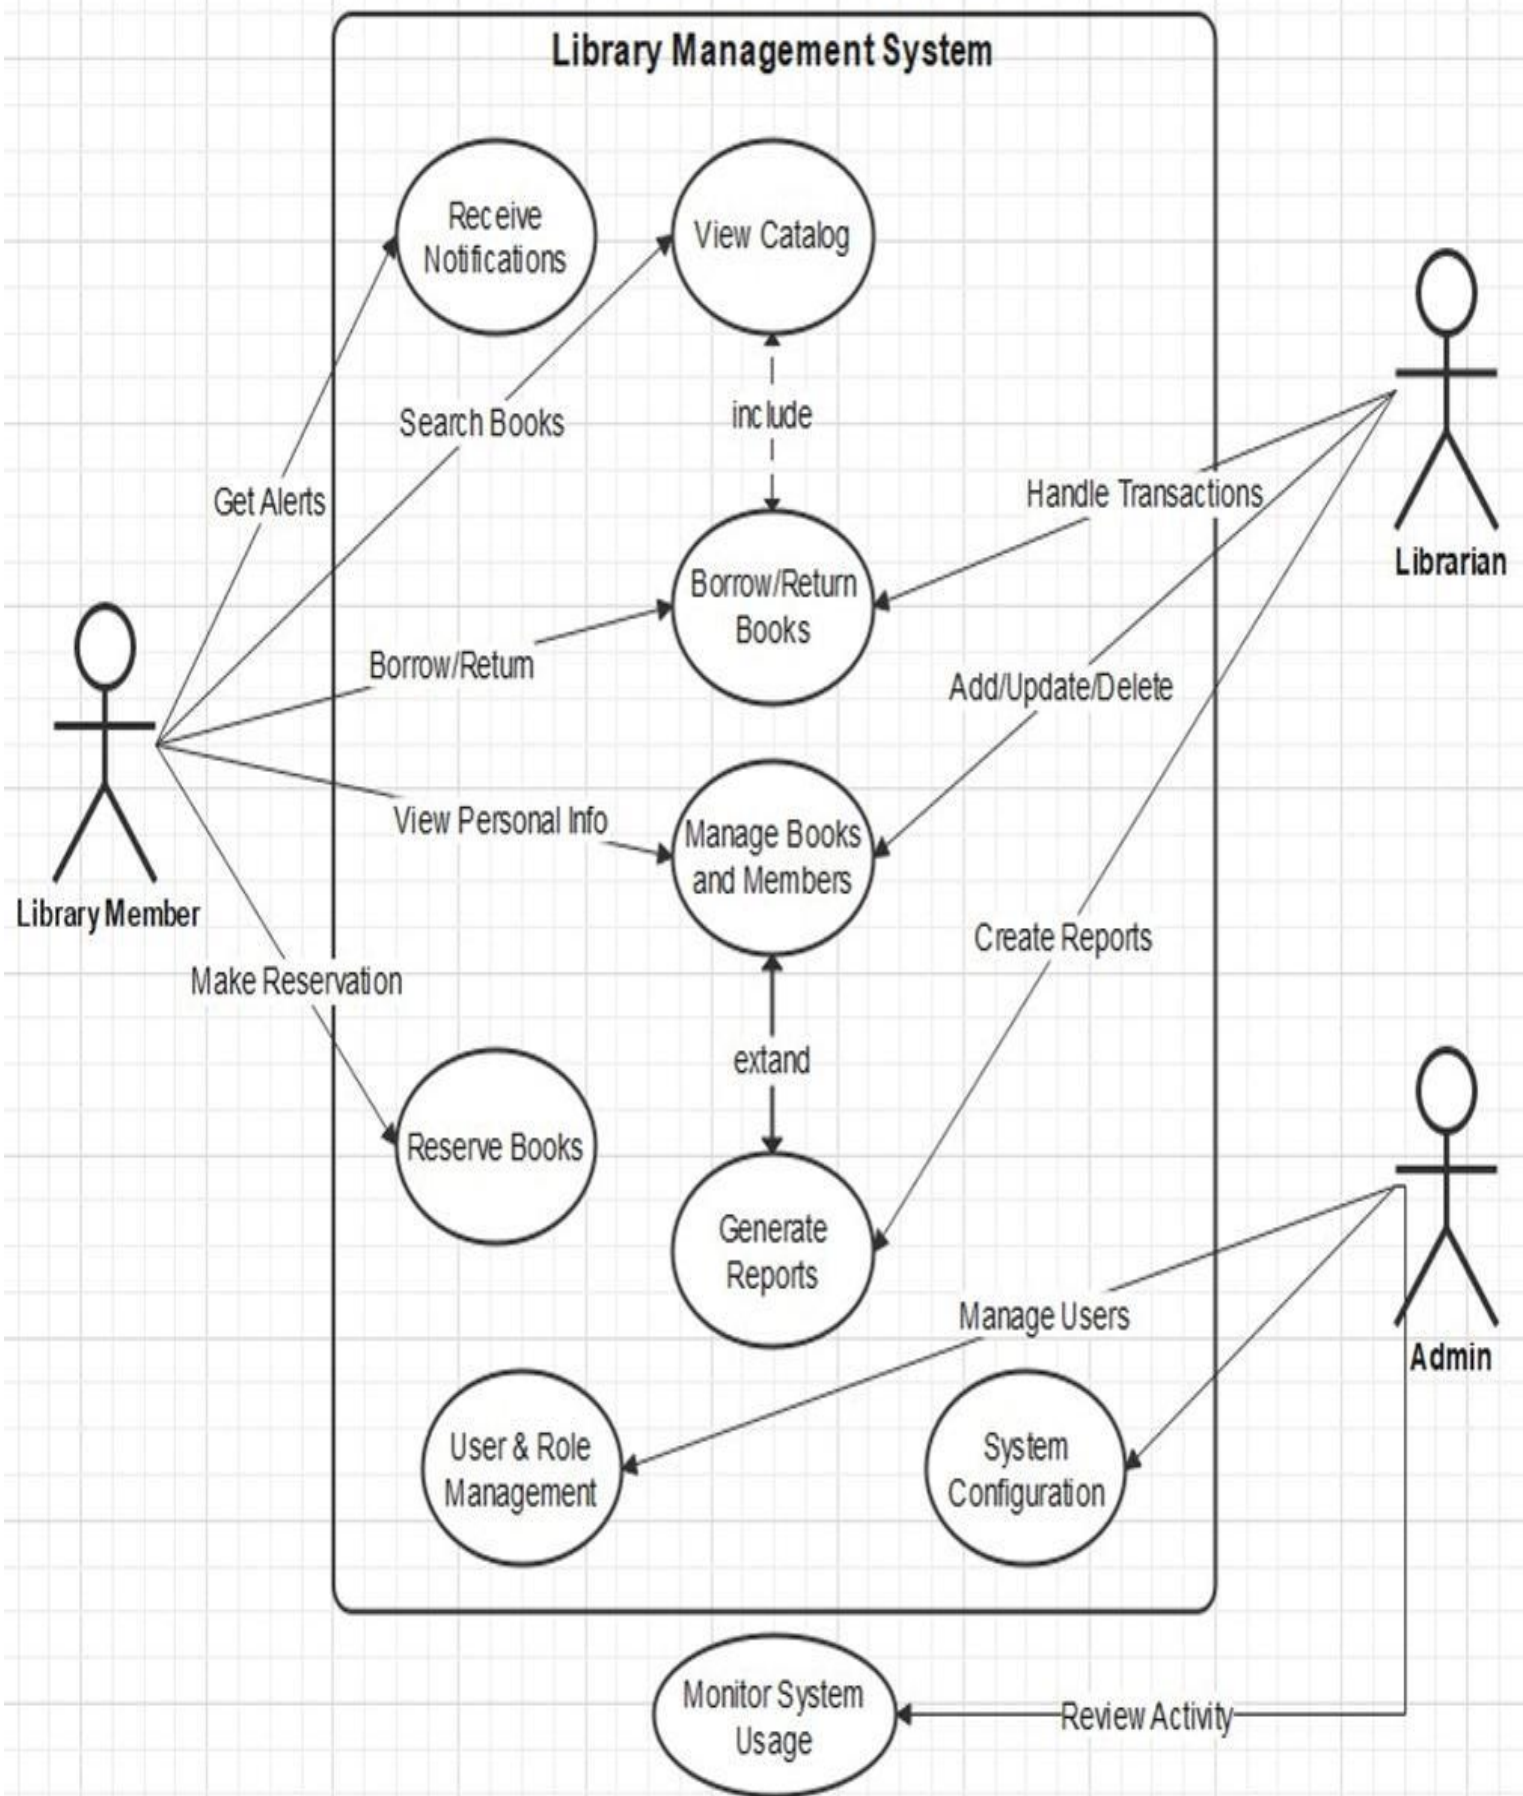 Library Management System
Receive
Notifications
View Catalog
Search Books
include
Get Alerts
Handle Transactions
Librarian
Borrow/Return
Books
Borrow/Return
Add/Update/Delete
View Personal Info
Manage Books
and Members
Library Member
Create Reports
Make Reservation
extand
Reserve Books
Generate
Reports
Manage Users
Admin
User & Role
Management
System
Configuration
Monitor System
Usage
Review Activity